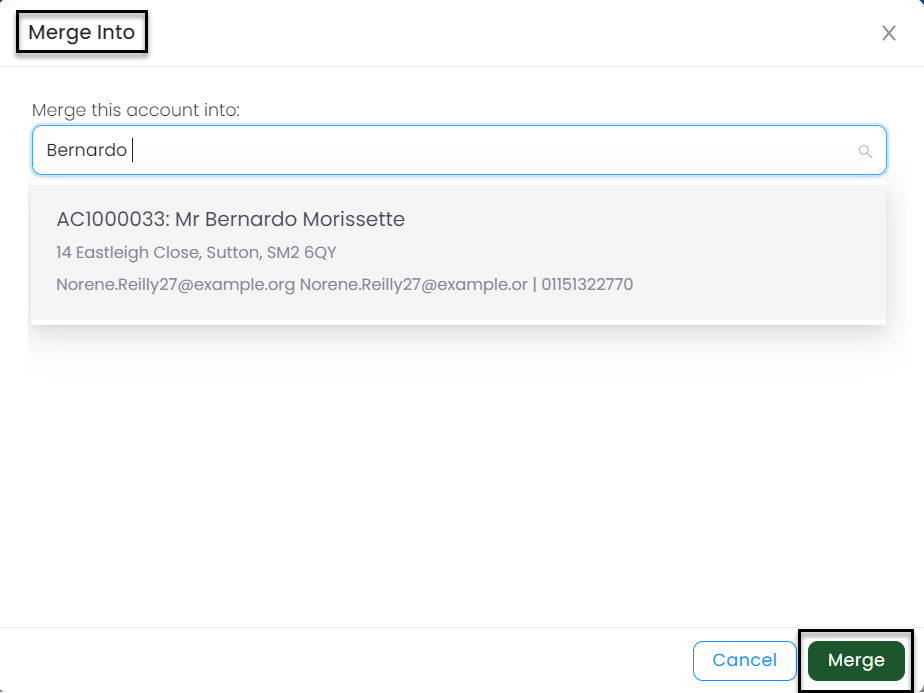 Merge Into
Merge this account into:
Bernardo
AC1000033: Mr Bernardo Morissette
14 Eastleigh Close, Sutton, SM2 6QY
Norene.Reilly27@example.org Norene.Reilly27@example.or | 01151322770
Cancel
Merge